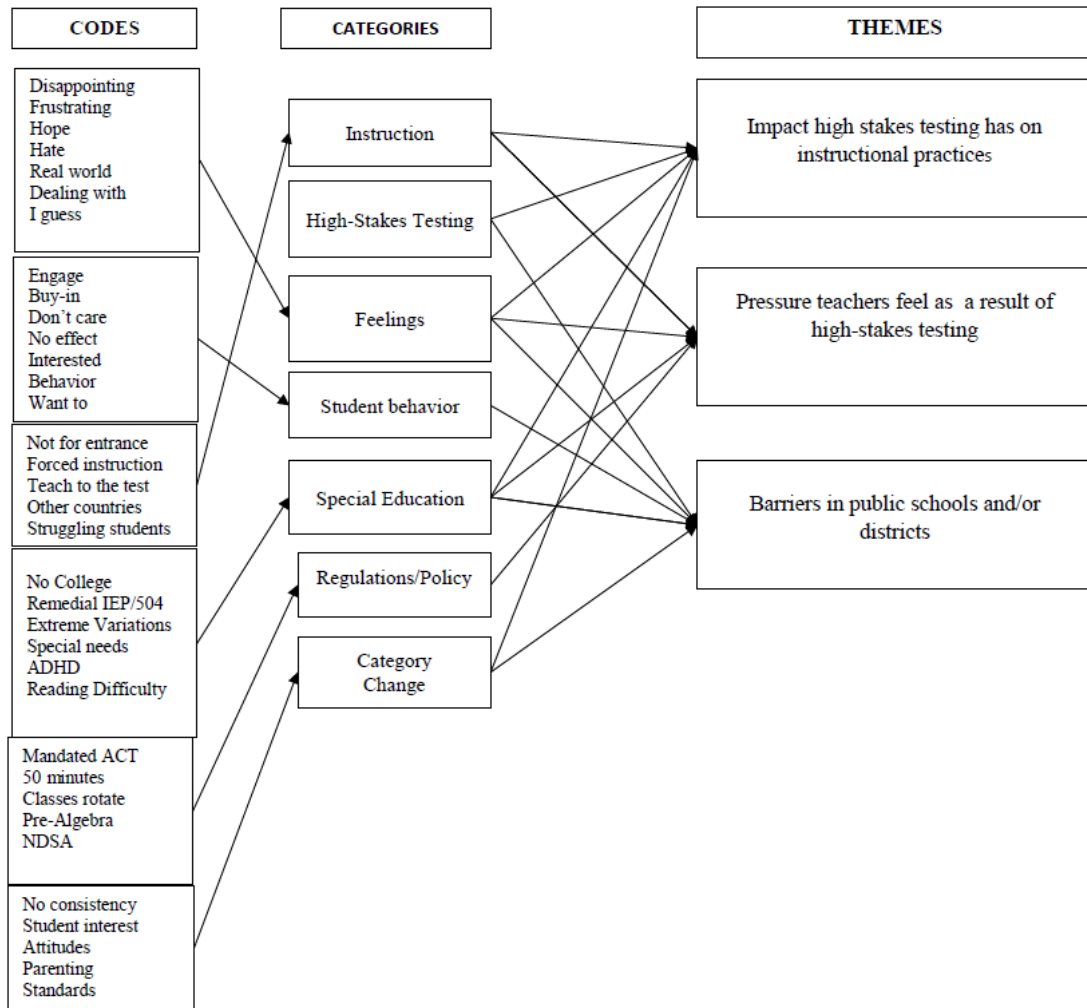 CODES
CATEGORIES
THEMES
Disappointing
Frustrating
Hope
Hate
Real world
Dealing with
I guess
Engage
Buy-in
Don’t care
No effect
Interested
Behavior
Want to
Not for entrance
Forced instruction
Teach to the test
Other countries
Struggling students
No College
Remedial IEP/504
Extreme Variations
Special needs
ADHD
Reading Difficulty
Mandated ACT
50 minutes
Classes rotate
Pre-Algebra
NDSA
No consistency
Student interest
Attitudes
Parenting
Standards
Instruction
High-Stakes Testing
Feelings
Student behavior
Special Education
Regulations/Policy
Category
Change
Impact high stakes testing has on
instructional practices
Pressure teachers feel as a result of
high-stakes testing
Barriers in public schools and/or
districts